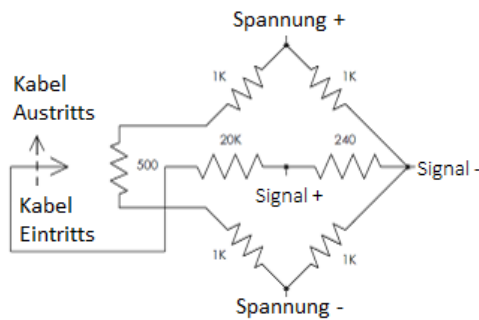 Spannung +
1K
1K
Kabel
Austritts
500
20K
240
Signal -
Signal +
Kabel
Eintritts
1K
1K
Spannung -